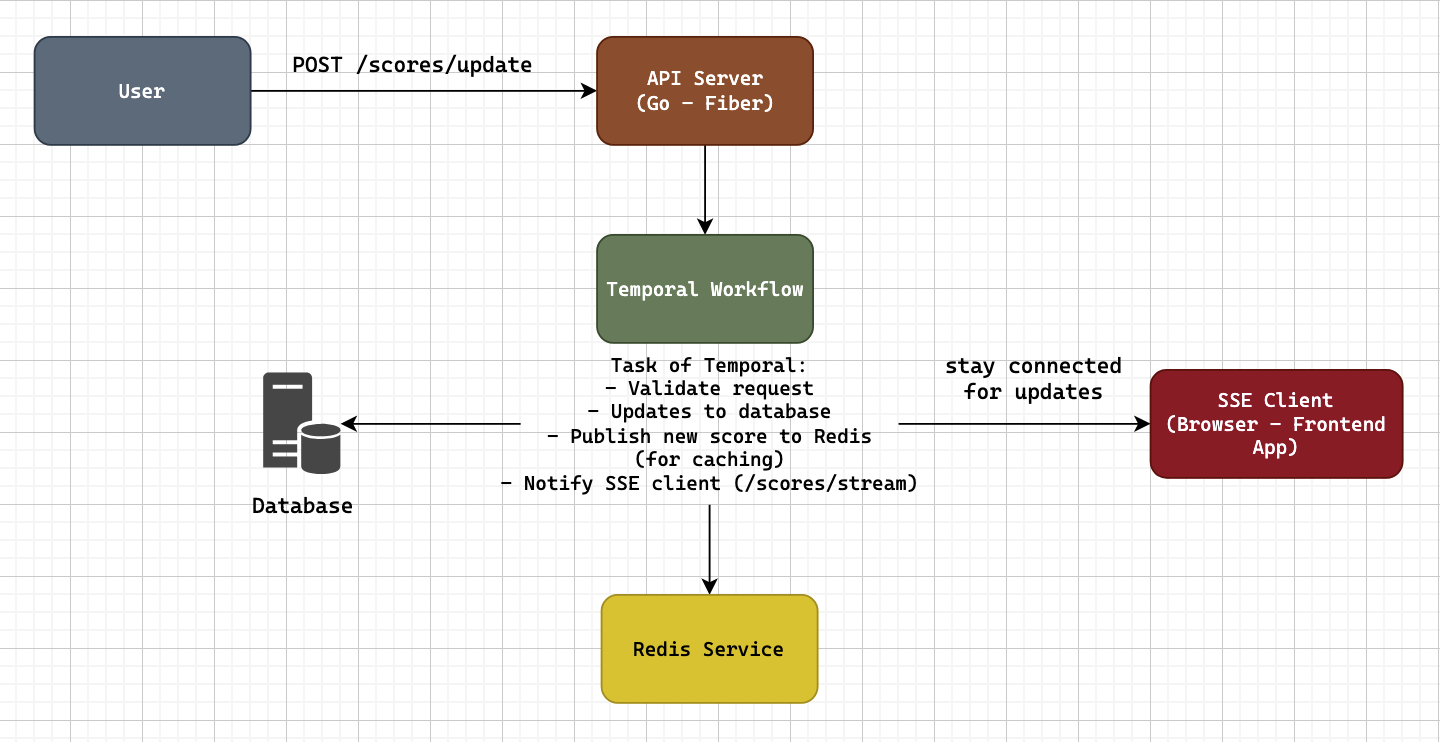 User
POST /scores/update
API Server
(Go - Fiber)
Temporal Workflow
Task of Temporal:
- Validate request
- Updates to database
- Publish new score to Redis
(for caching)
- Notify SSE client (/scores/stream)
Database
stay connected
for updates
SSE Client
(Browser - Frontend
App)
Redis Service